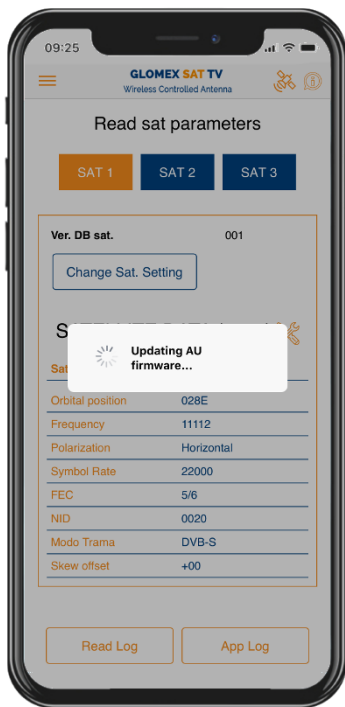 09:25
GLOMEX SAT TV
Wireless Controlled Antenna
Read sat parameters
SAT 1 SAT 2 SAT 3
Ver. DB sat. 001
Change Sat. Setting
Updating AU
firmware...
Sat
Orbital position 028E
Frequency 11112
Polarization Horizontal
Symbol Rate 22000
FEC 5/6
NID 0020
Modo Trama DVB-S
Skew offset +00
Read Log App Log